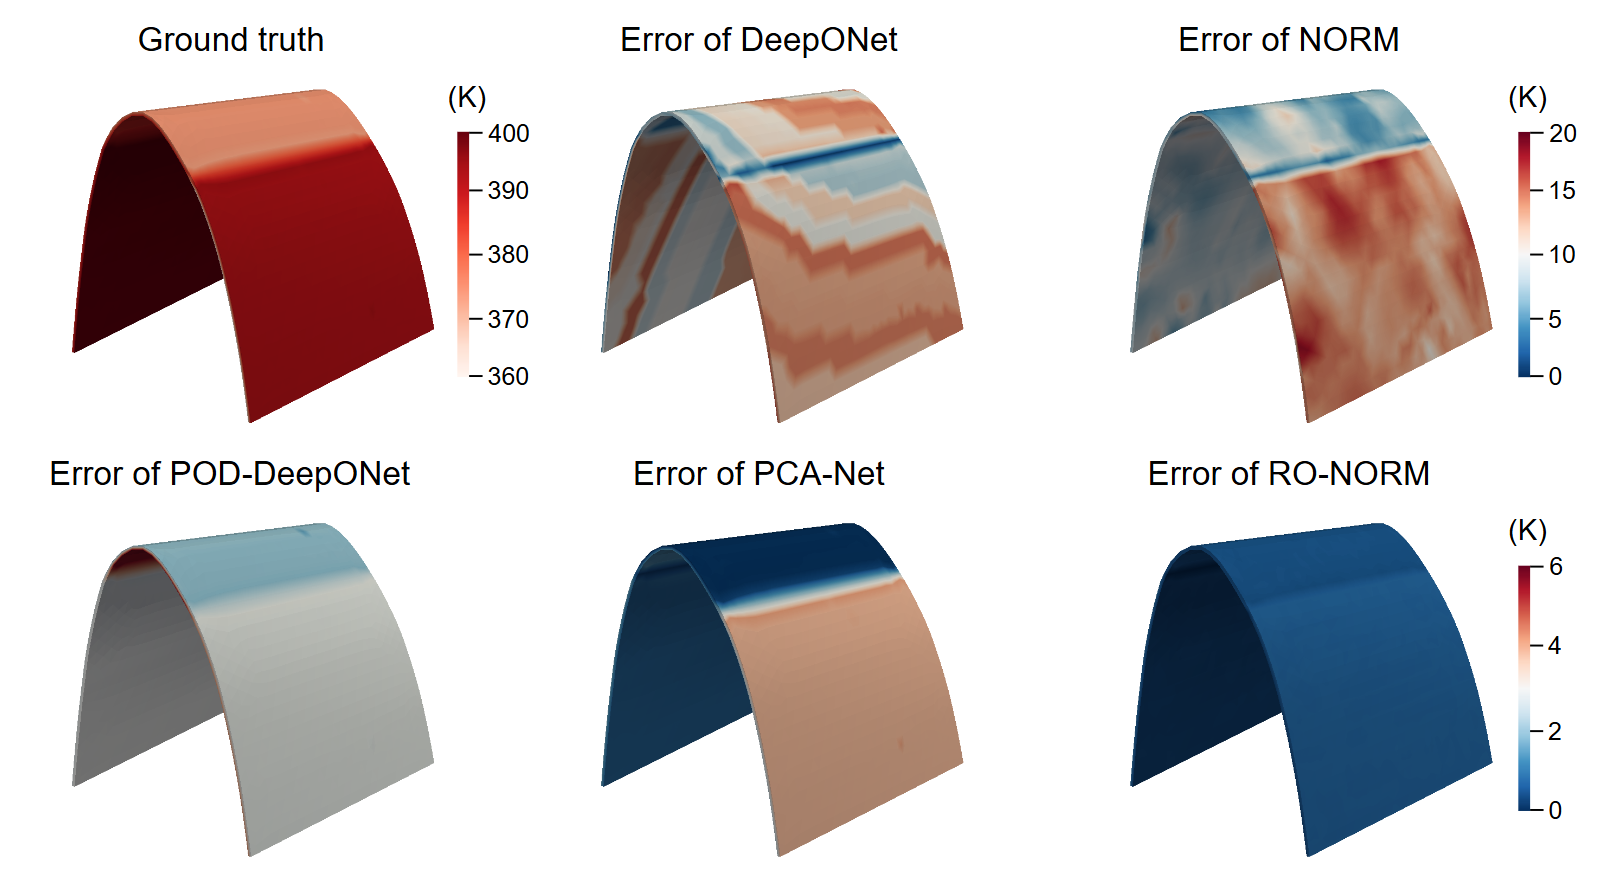 Ground truth
Error of DeepONet
Error of NORM
(K)
400
390
380
370
360
(K)
20
15
10
5
0
Error of POD-DeepONet
Error of PCA-Net
Error of RO-NORM
(K)
6
4
2
0